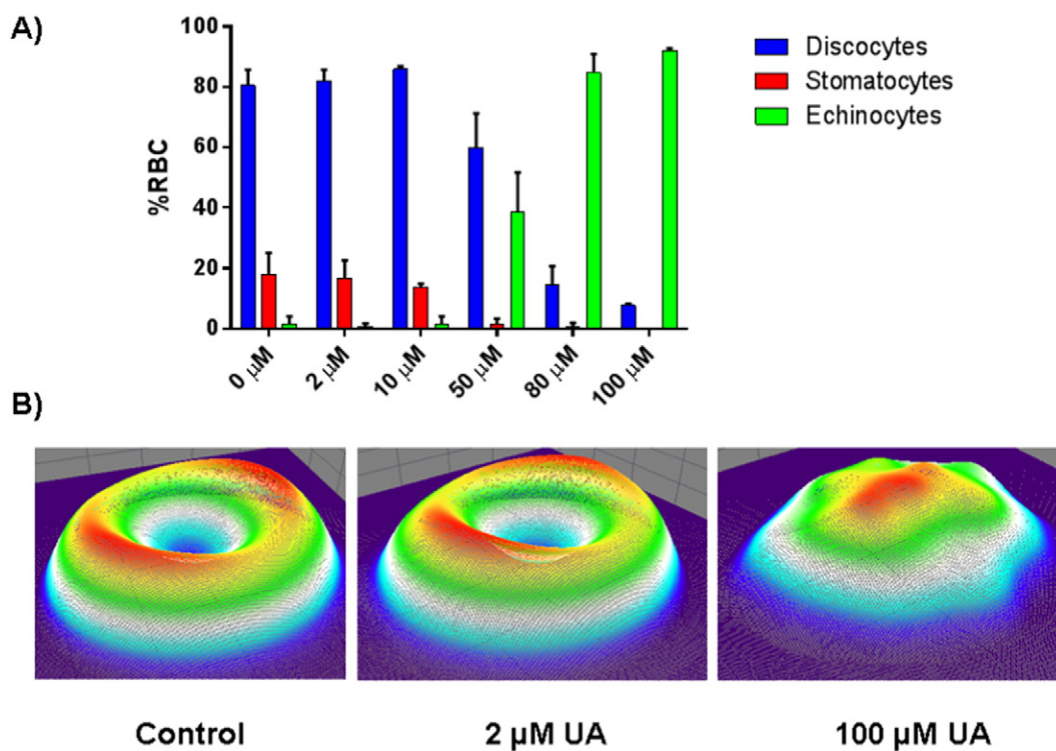 A)
100
80
60
40
20
0
%RBC
0 μM
2 μM
10 μM
50 μM
80 μM
100 μM
Discocytes
Stomatocytes
Echinocytes
B)
Control
2 μM UA
100 μM UA